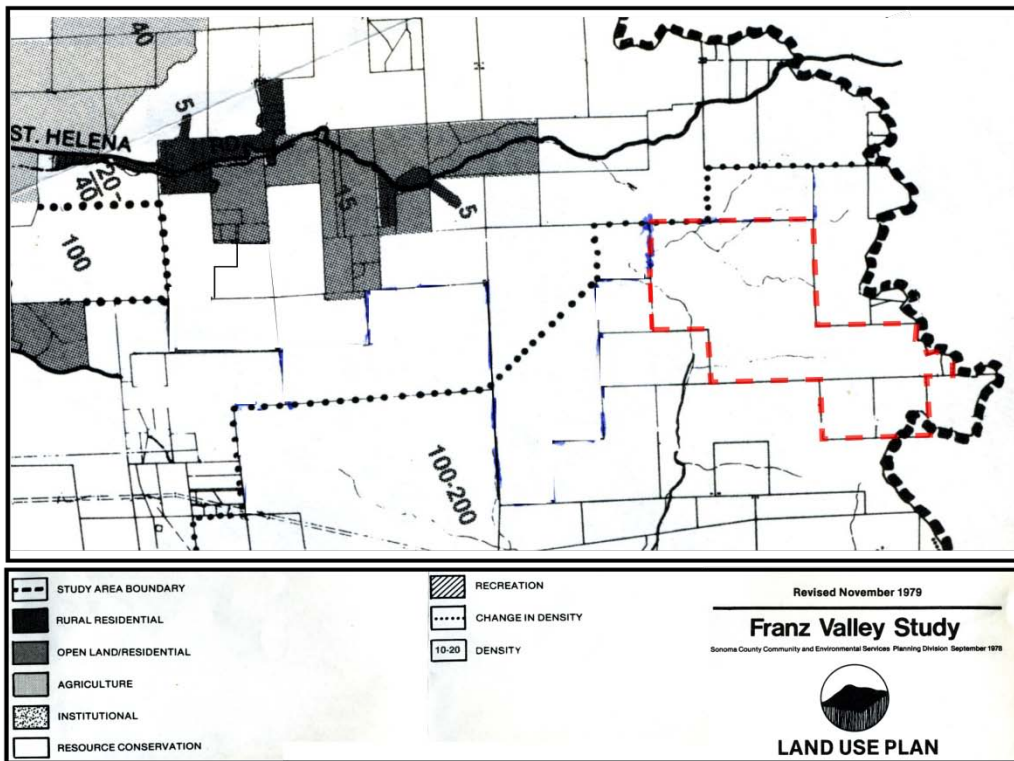 40
5
ST. HELENA
RD.
20-
40
100
15
5
100-200
STUDY AREA BOUNDARY
RURAL RESIDENTIAL
OPEN LAND/RESIDENTIAL
AGRICULTURE
INSTITUTIONAL
RESOURCE CONSERVATION
RECREATION
CHANGE IN DENSITY
10-20 DENSITY
Revised November 1979
Franz Valley Study
Sonoma County Community and Environmental Services Planning Division September 1978
LAND USE PLAN